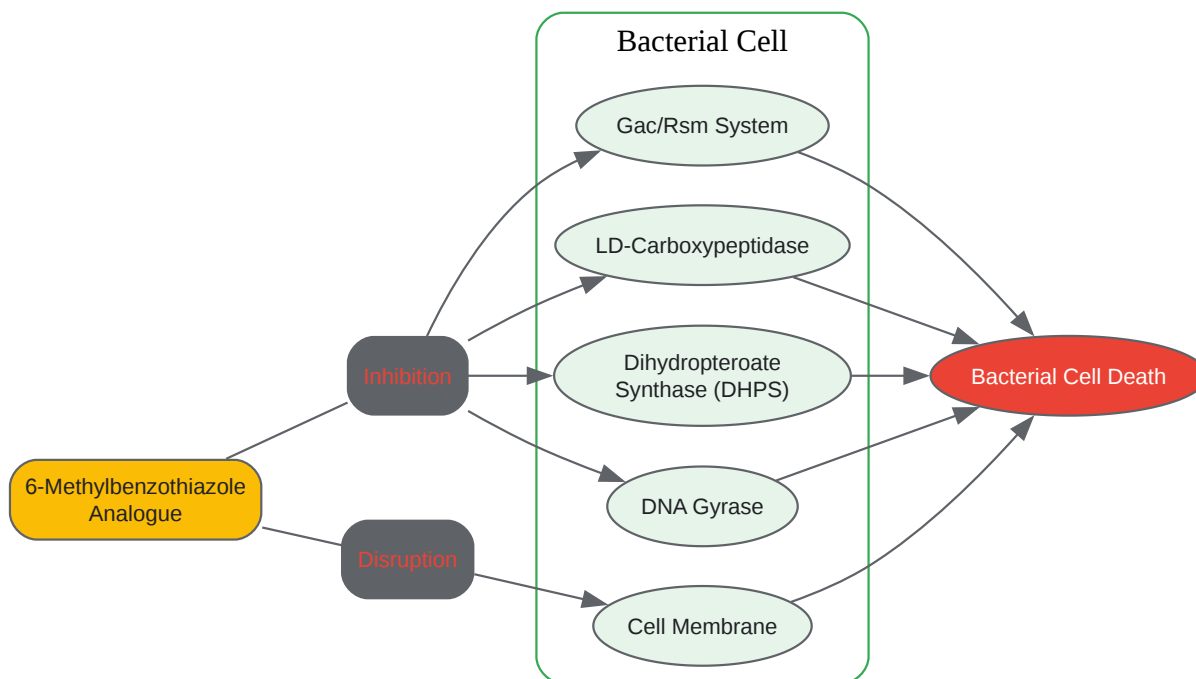 Bacterial Cell
Gac/Rsm System
LD-Carboxypeptidase
Dihydropteroate
Synthase (DHPS)
Inhibition
Bacterial Cell Death
6-Methylbenzothiazole
Analogue
DNA Gyrase
Disruption
Cell Membrane